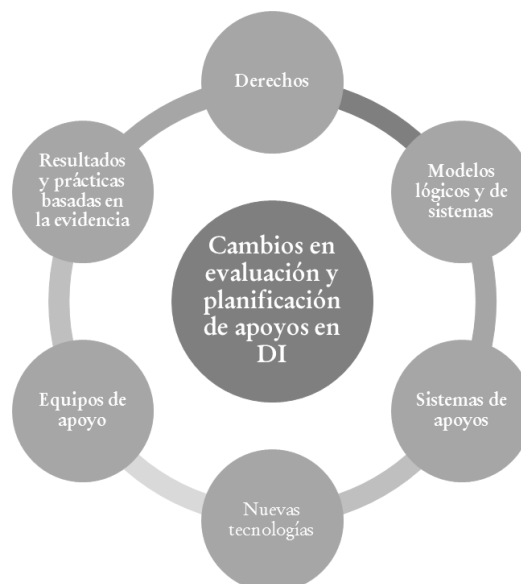 Derechos
Modelos
lógicos y de
sistemas
Sistemas de
apoyos
Nuevas
tecnologías
Equipos de
apoyo
Resultados
y prácticas
basadas en
la evidencia
Cambios en
evaluación y
planificación
de apoyos en
DI